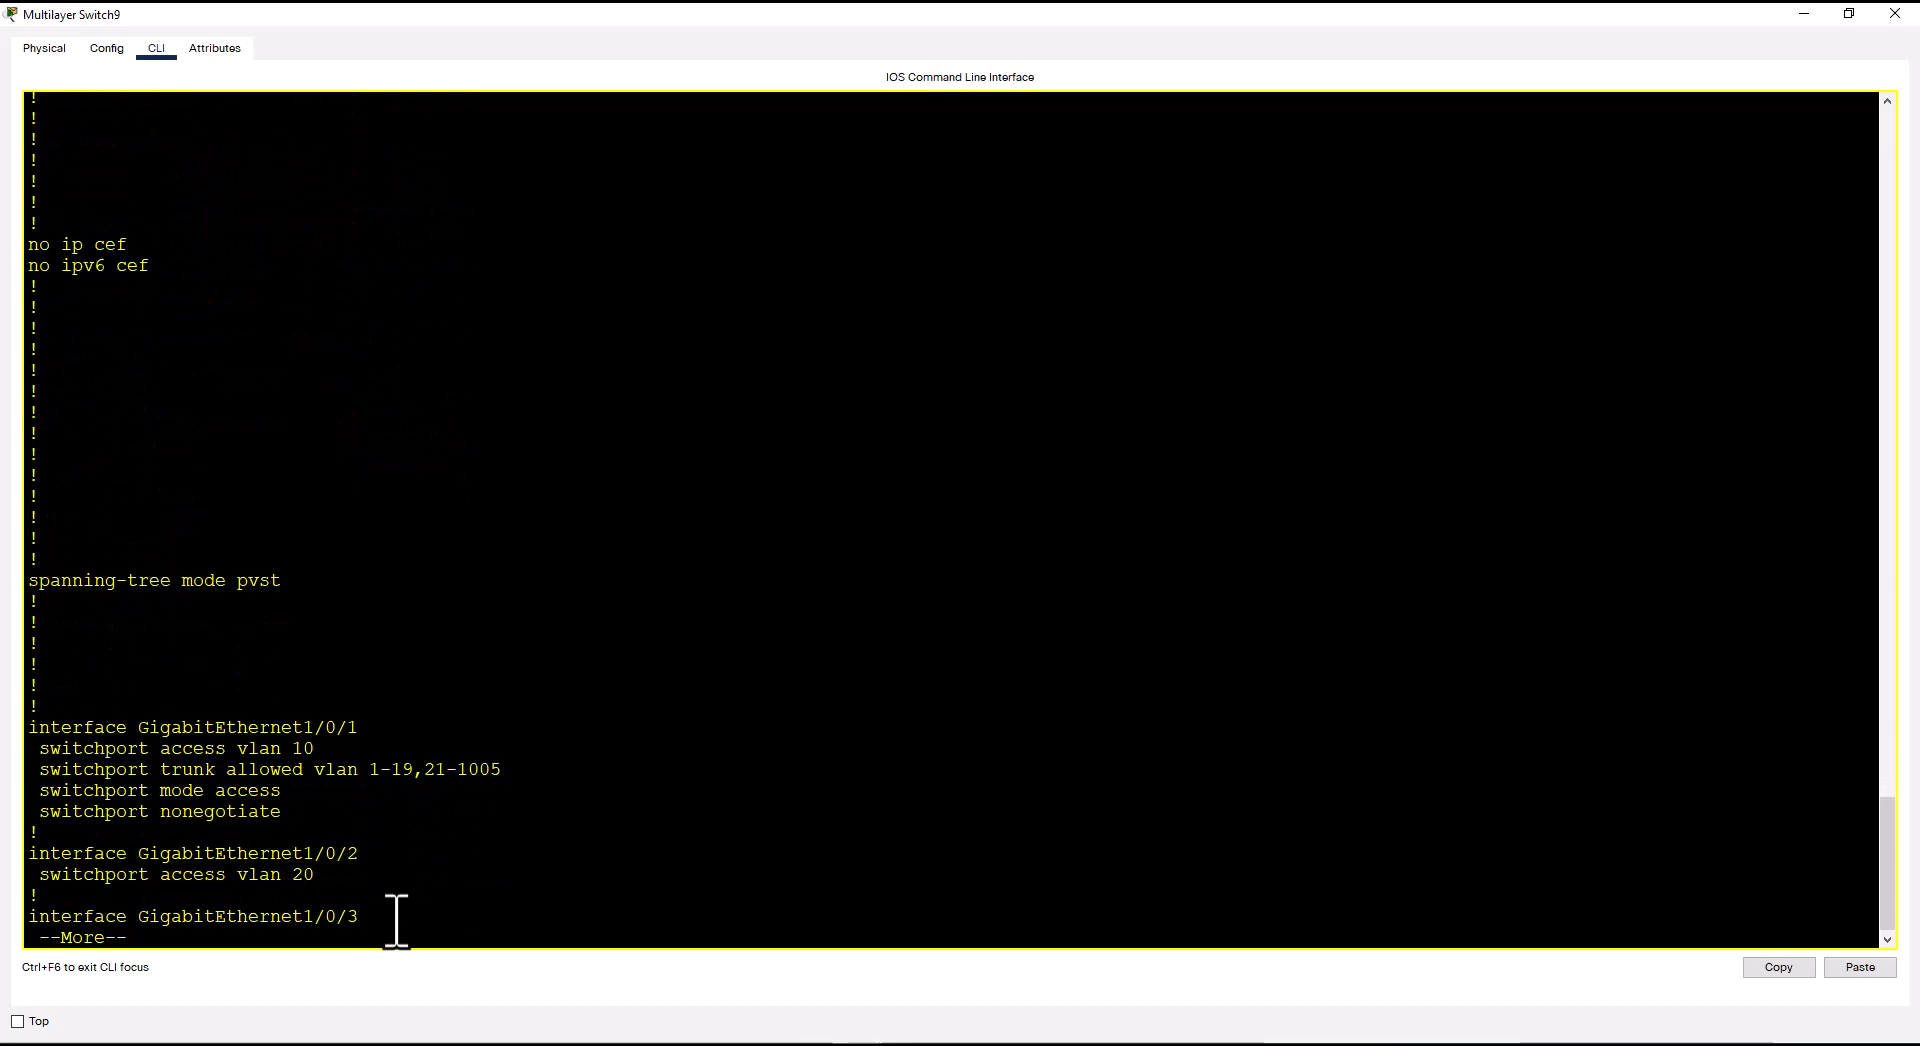 Multilayer Switch9
Physical Config CLI Attributes
IOS Command Line Interface
!
!
!
!
!
!
!
no ip cef
no ipv6 cef
!
!
!
!
!
!
!
!
!
!
!
!
!
!
spanning-tree mode pvst
!
!
!
!
!
!
interface GigabitEthernet1/0/1
switchport access vlan 10
switchport trunk allowed vlan 1-19,21-1005
switchport mode access
switchport nonegotiate
!
interface GigabitEthernet1/0/2
switchport access vlan 20
!
interface GigabitEthernet1/0/3
--More--
Ctrl+F6 to exit CLI focus
Copy Paste
Top